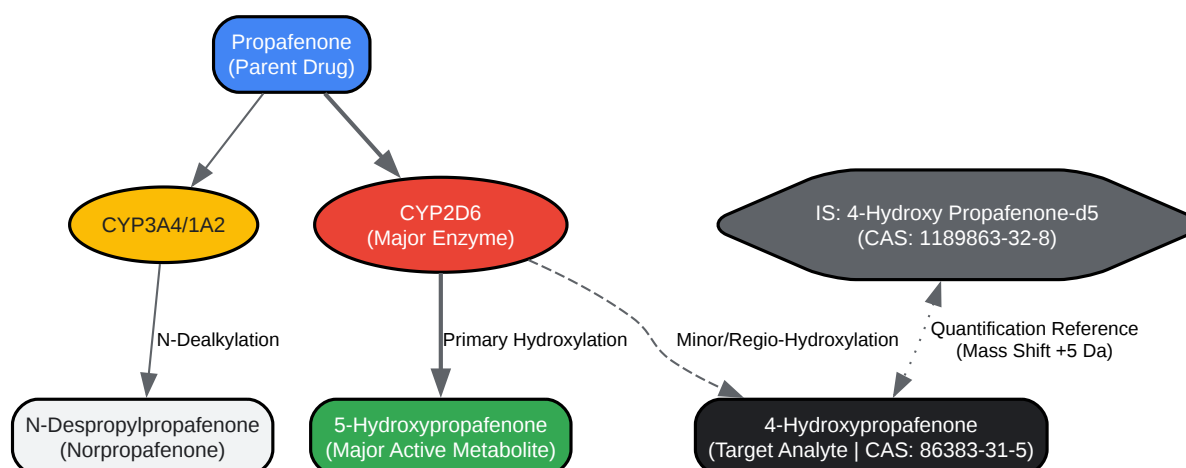 Propafenone
(Parent Drug)
CYP3A4/1A2
CYP2D6
(Major Enzyme)
IS: 4-Hydroxy Propafenone-d5
(CAS: 1189863-32-8)
N-Dealkylation
Primary Hydroxylation
Minor/Regio-Hydroxylation
Quantification Reference
(Mass Shift +5 Da)
N-Despropylpropafenone
(Norpropafenone)
5-Hydroxypropafenone
(Major Active Metabolite)
4-Hydroxypropafenone
(Target Analyte | CAS: 86383-31-5)